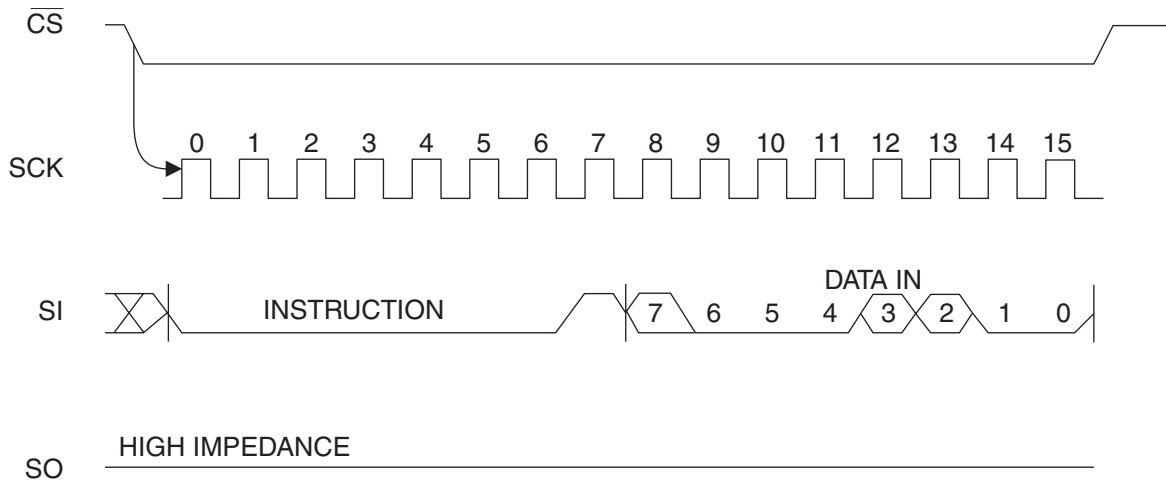 C̅S̅
0 1 2 3 4 5 6 7 8 9 10 11 12 13 14 15
SCK
DATA IN
SI INSTRUCTION 7 6 5 4 3 2 1 0
HIGH IMPEDANCE
SO